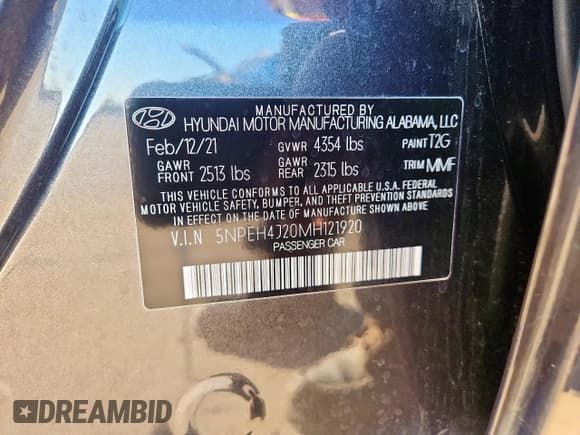 MANUFACTURED BY
HYUNDAI MOTOR MANUFACTURING ALABAMA, LLC
Feb/12/21 GVWR 4354 lbs PAINT T2G
GAWR FRONT 2513 lbs GAWR REAR 2315 lbs TRIM MMF
THIS VEHICLE CONFORMS TO ALL APPLICABLE U.S.A. FEDERAL
MOTOR VEHICLE SAFETY, BUMPER, AND THEFT PREVENTION STANDARDS
IN EFFECT ON THE DATE OF MANUFACTURE SHOWN ABOVE.
V.I.N 5NPEH4J20MH121920
PASSENGER CAR
DREAMBID